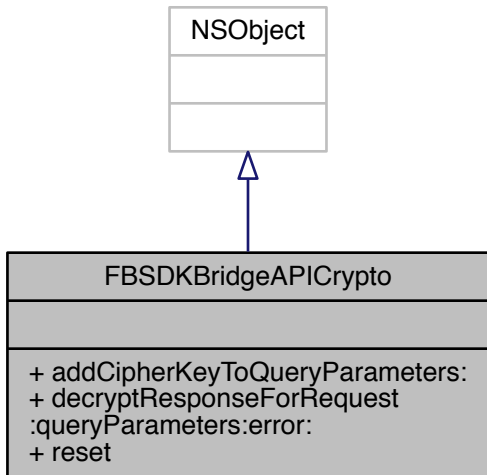 NSObject
FBSDKBridgeAPICrypto
+ addCipherKeyToQueryParameters:
+ decryptResponseForRequest
:queryParameters:error:
+ reset